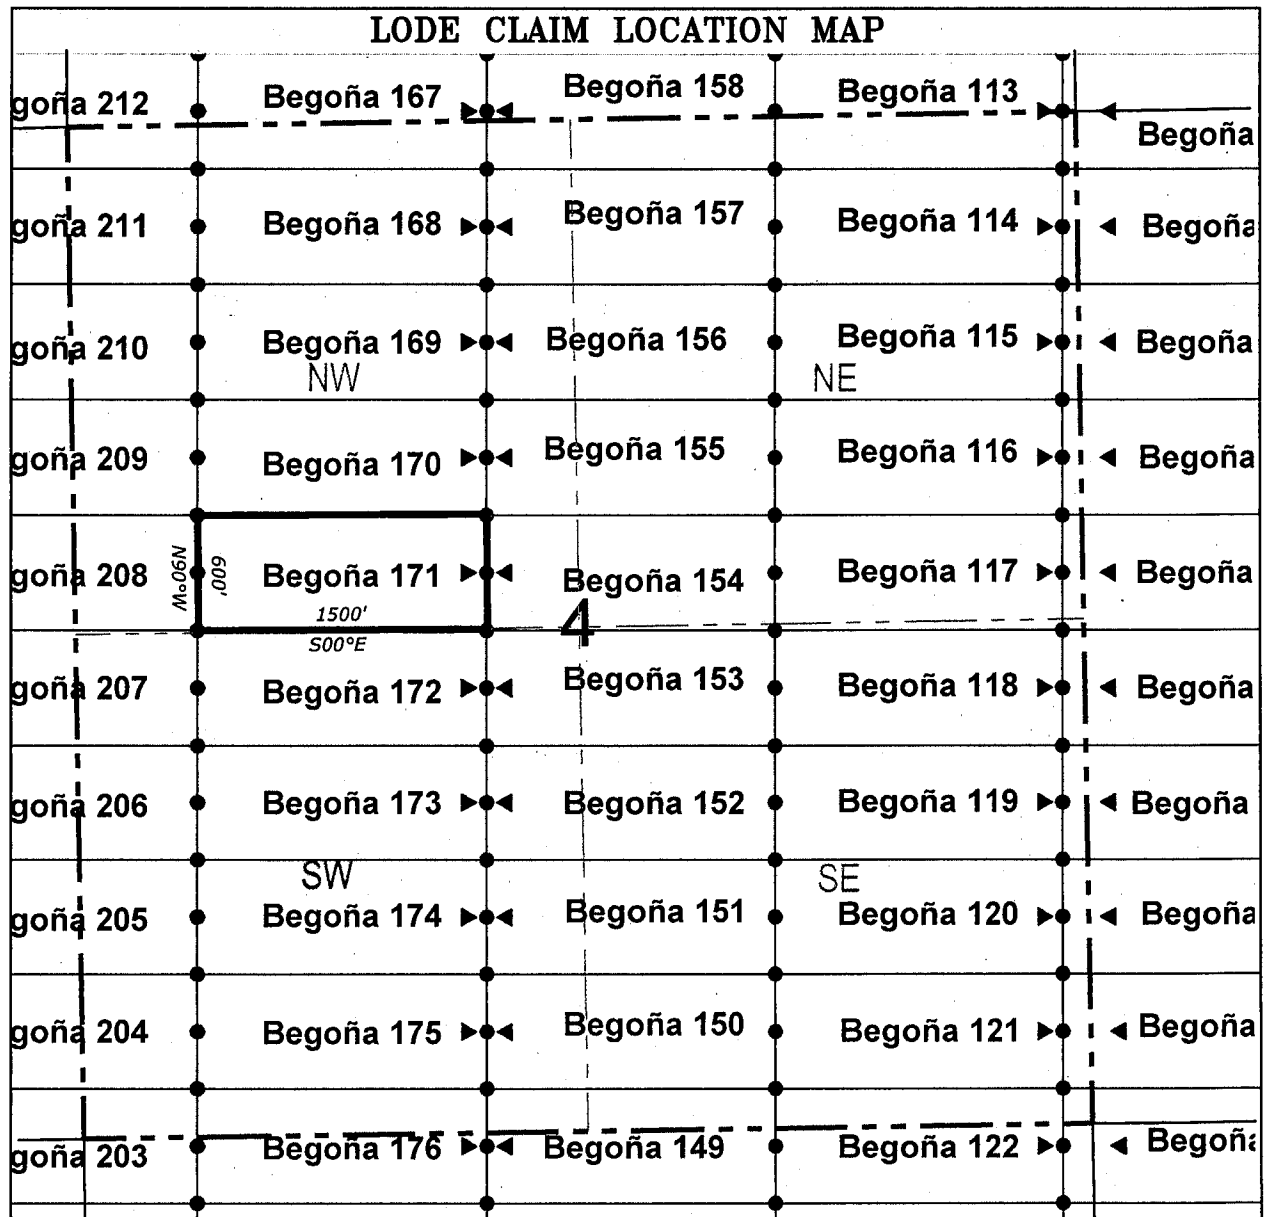 LODE CLAIM LOCATION MAP
goña 212 Begoña 167 Begoña 158 Begoña 113
Begoña
goña 211 Begoña 168 Begoña 157 Begoña 114 Begoña
goña 210 Begoña 169 Begoña 156 Begoña 115 Begoña
NW NE
goña 209 Begoña 170 Begoña 155 Begoña 116 Begoña
goña 208 N90°W 600' Begoña 171 Begoña 154 Begoña 117 Begoña
1500' 4
S00°E
goña 207 Begoña 172 Begoña 153 Begoña 118 Begoña
goña 206 Begoña 173 Begoña 152 Begoña 119 Begoña
SW SE
goña 205 Begoña 174 Begoña 151 Begoña 120 Begoña
goña 204 Begoña 175 Begoña 150 Begoña 121 Begoña
goña 203 Begoña 176 Begoña 149 Begoña 122 Begoña